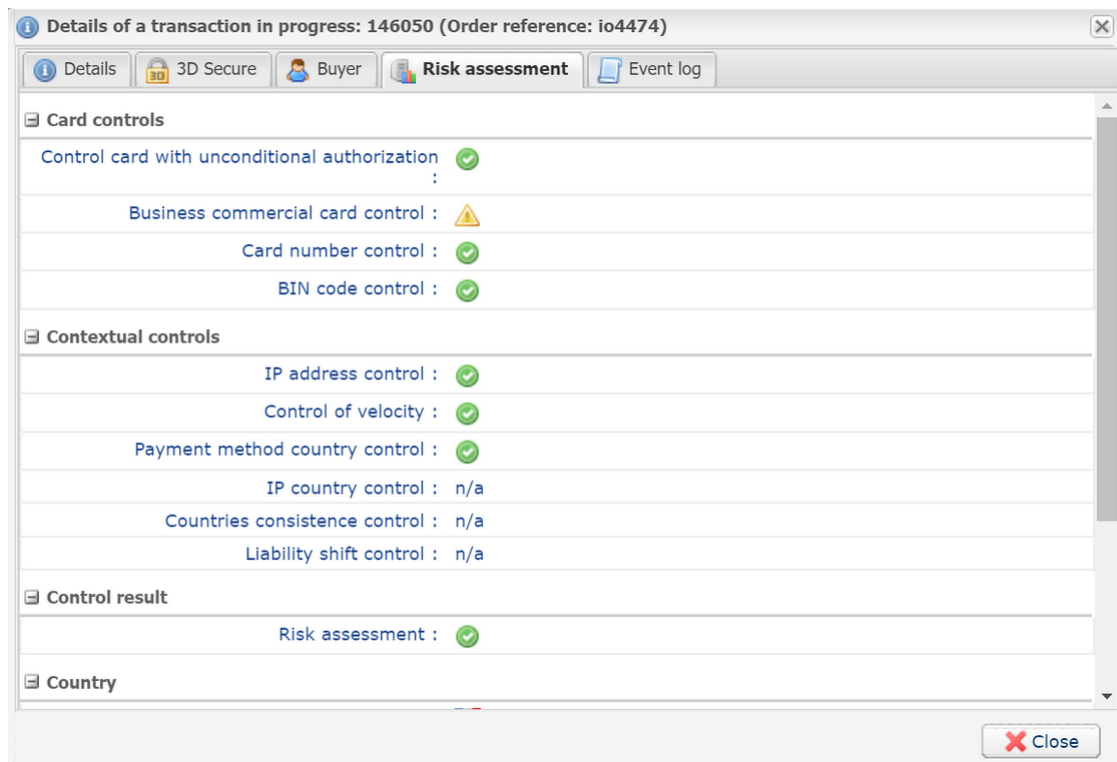 Details of a transaction in progress: 146050 (Order reference: io4474)
Details
3D Secure
Buyer
Risk assessment
Event log
Card controls
Control card with unconditional authorization
:
Business commercial card control :
Card number control :
BIN code control :
Contextual controls
IP address control :
Control of velocity :
Payment method country control :
IP country control : n/a
Countries consistence control : n/a
Liability shift control : n/a
Control result
Risk assessment :
Country
Close